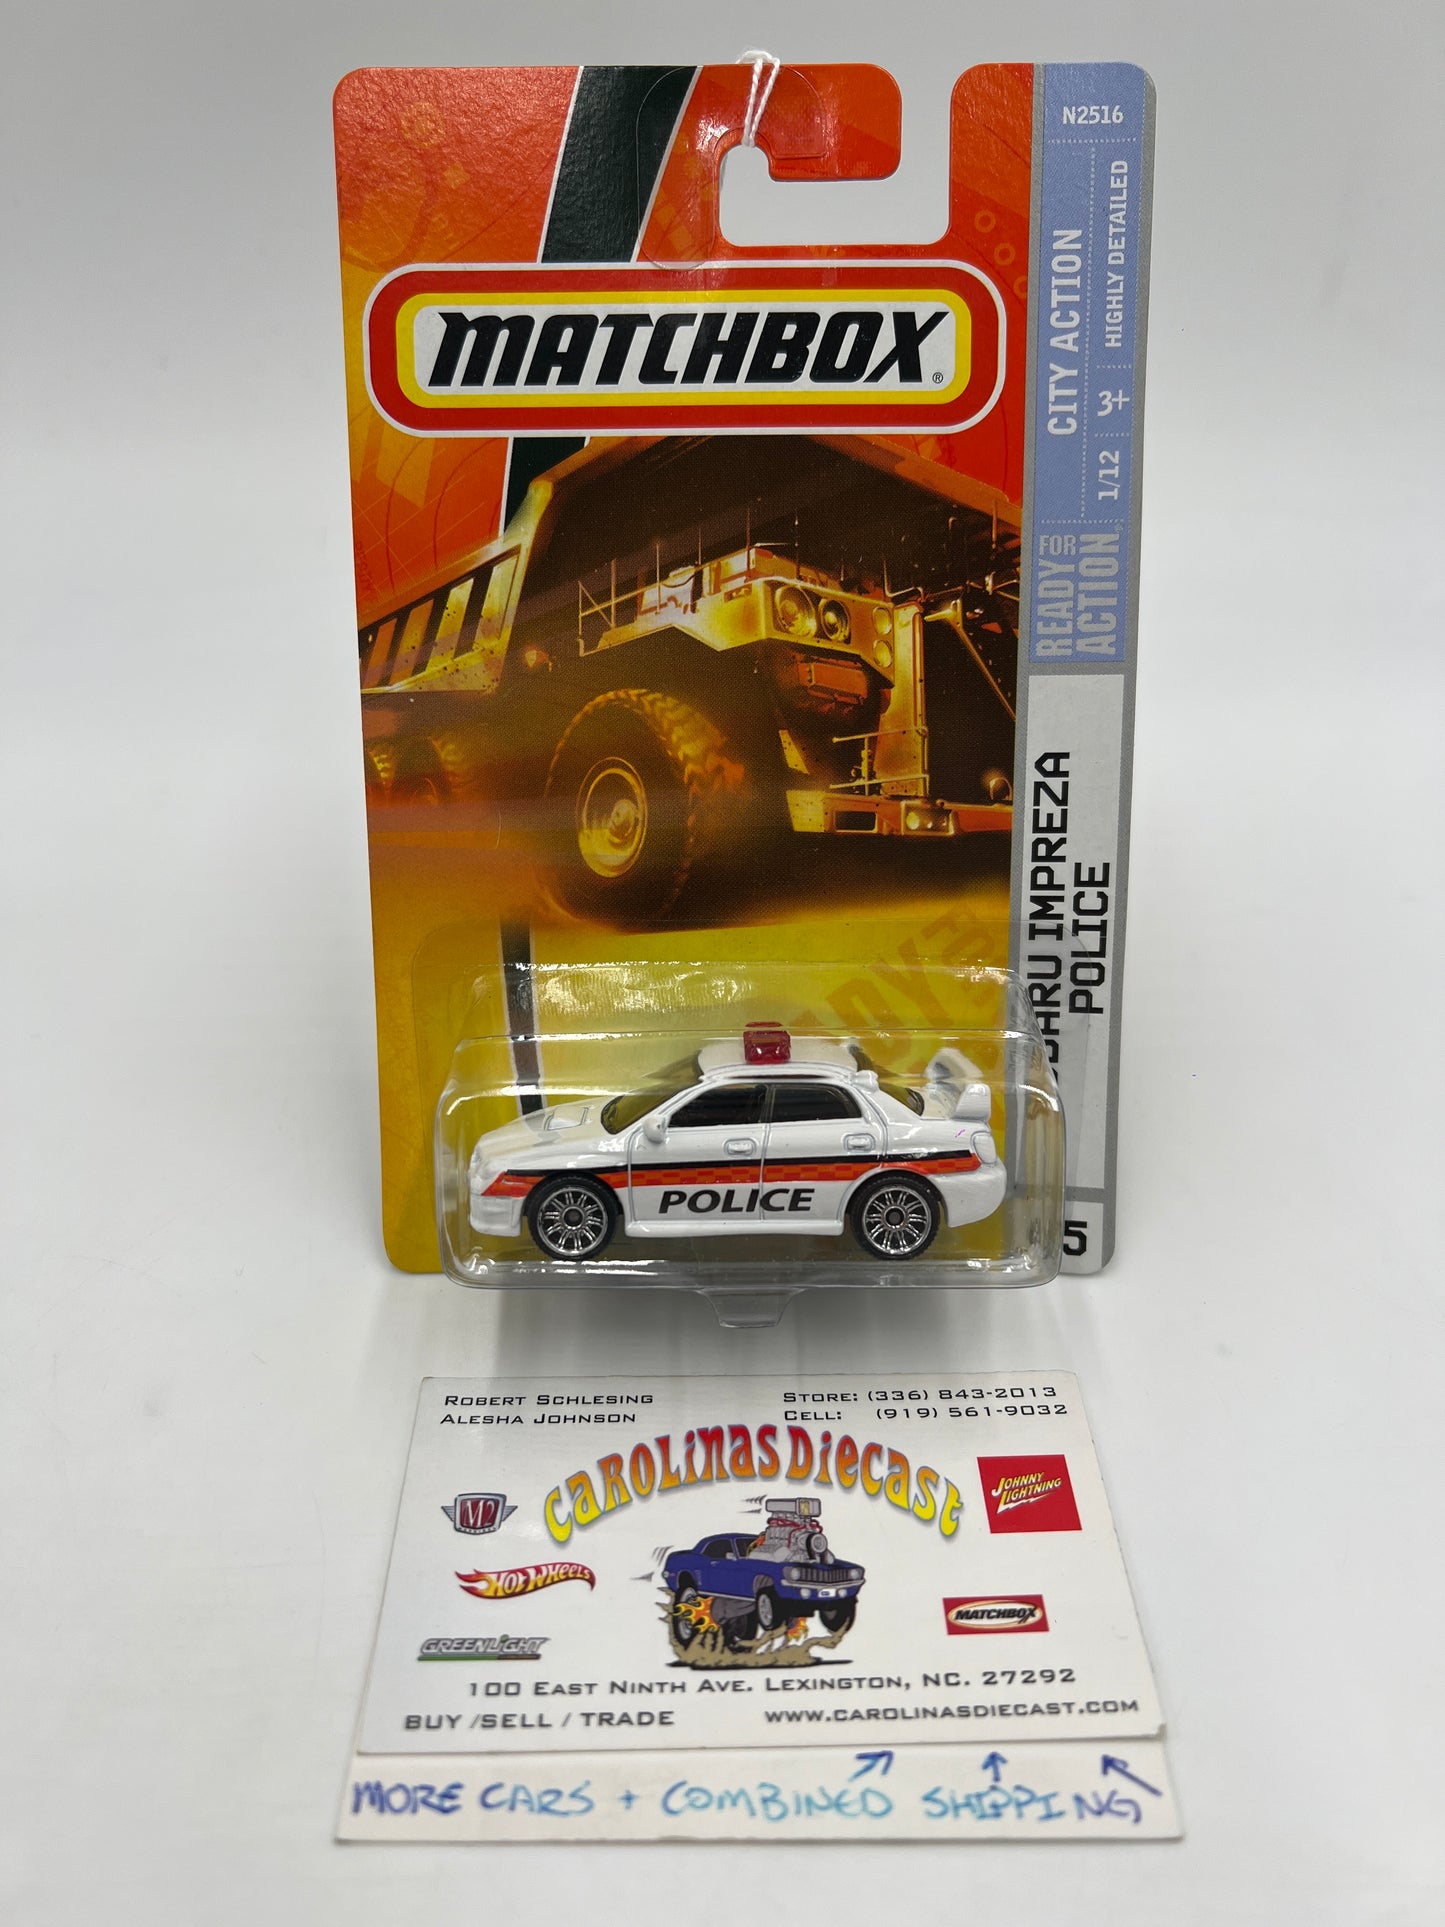 N2516
MATCHBOX®
CITY ACTION
HIGHLY DETAILED
1/12 3+
READY FOR ACTION®
IMPREZA
POLICE
5
POLICE
ROBERT SCHLESING
ALESHA JOHNSON
STORE: (336) 843-2013
CELL: (919) 561-9032
CAROLINAS DIECAST
M2
JOHNNY LIGHTNING
HOT WHEELS
MATCHBOX
GREENLIGHT
100 EAST NINTH AVE. LEXINGTON, NC. 27292
BUY /SELL / TRADE
WWW.CAROLINASDIECAST.COM
MORE CARS + COMBINED SHIPPING